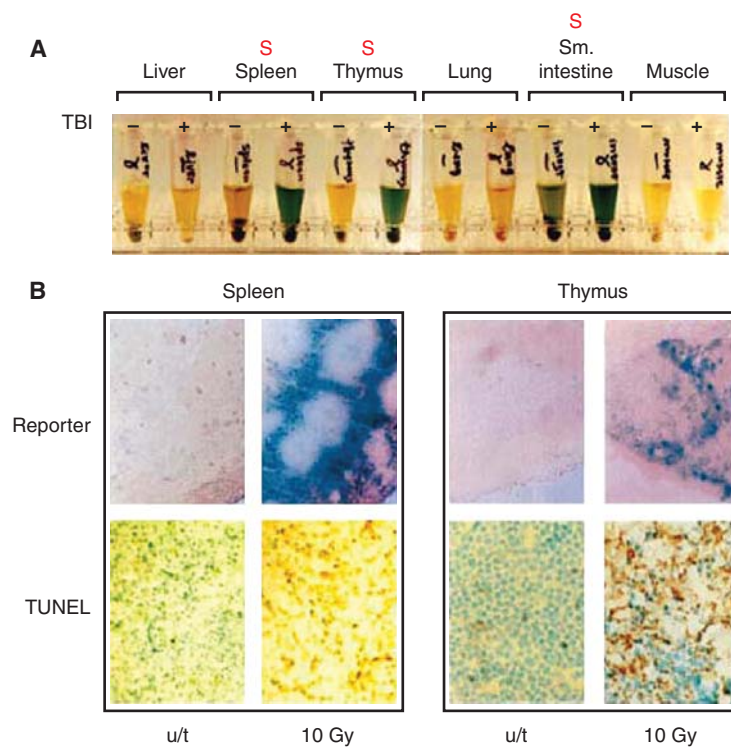 A
S
S
S
Liver
Spleen
Thymus
Lung
Sm.
intestine
Muscle
TBI
− + − + − + − + − + − +
B
Spleen
Thymus
Reporter
TUNEL
u/t
10 Gy
u/t
10 Gy